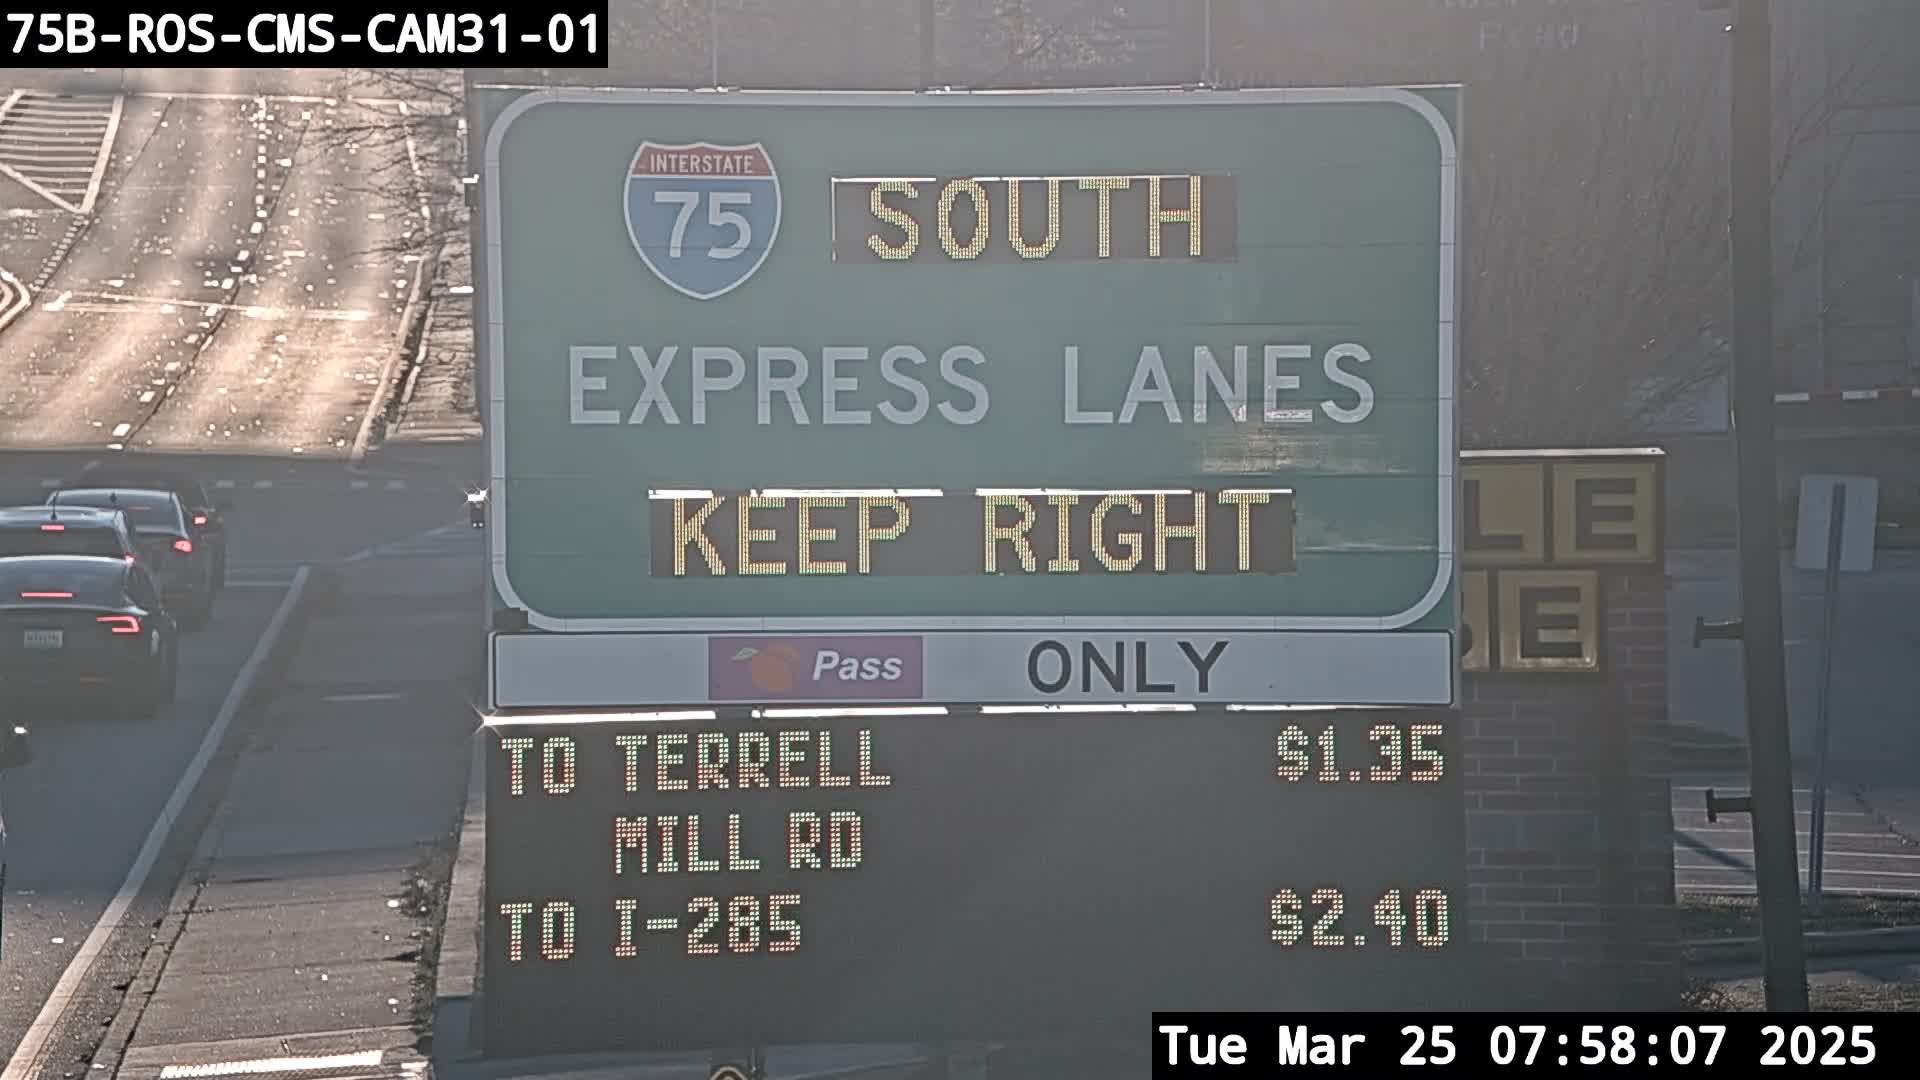 75B-ROS-CMS-CAM31-01
INTERSTATE
75
SOUTH
EXPRESS LANES
KEEP RIGHT
Pass ONLY
TO TERRELL $1.35
MILL RD
TO I-285 $2.40
LE
E
Tue Mar 25 07:58:07 2025